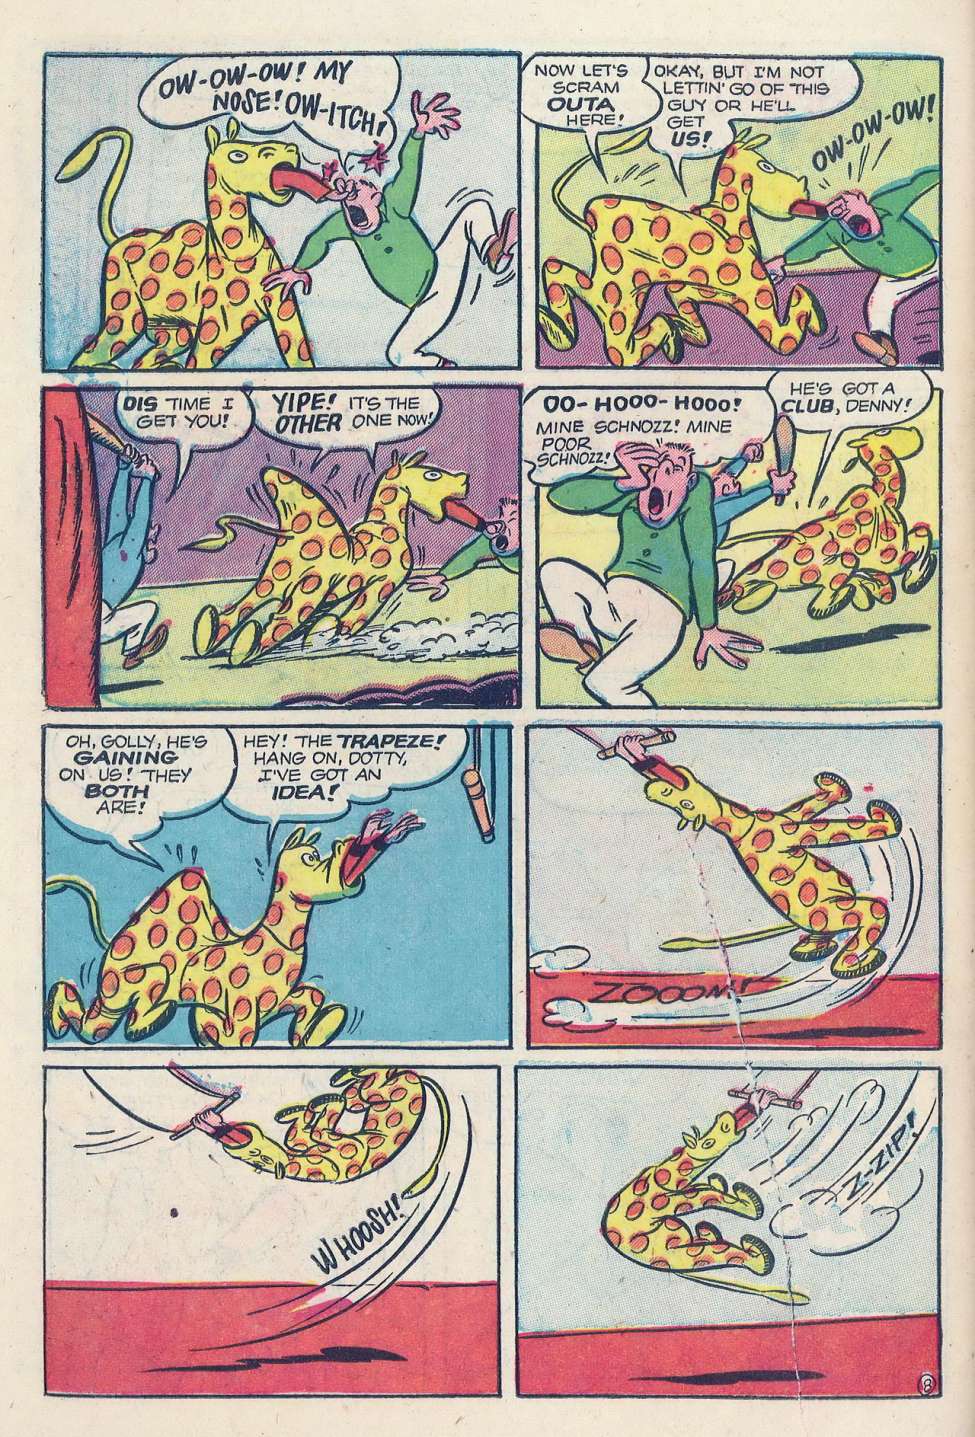 OW-OW-OW! MY
NOSE! OW-ITCH!
NOW LET'S
SCRAM
OUTA
HERE!
OKAY, BUT I'M NOT
LETTIN' GO OF THIS
GUY OR HE'LL
GET
US!
OW-OW-OW!
DIS TIME I
GET YOU!
YIPE! IT'S THE
OTHER ONE NOW!
OO-HOOO-HOOO!
MINE SCHNOZZ! MINE
POOR
SCHNOZZ!
HE'S GOT A
CLUB, DENNY!
OH, GOLLY, HE'S
GAINING
ON US! THEY
BOTH
ARE!
HEY! THE TRAPEZE!
HANG ON, DOTTY,
I'VE GOT AN
IDEA!
ZOOOM!
WHOOSH!
Z-ZIP!
8